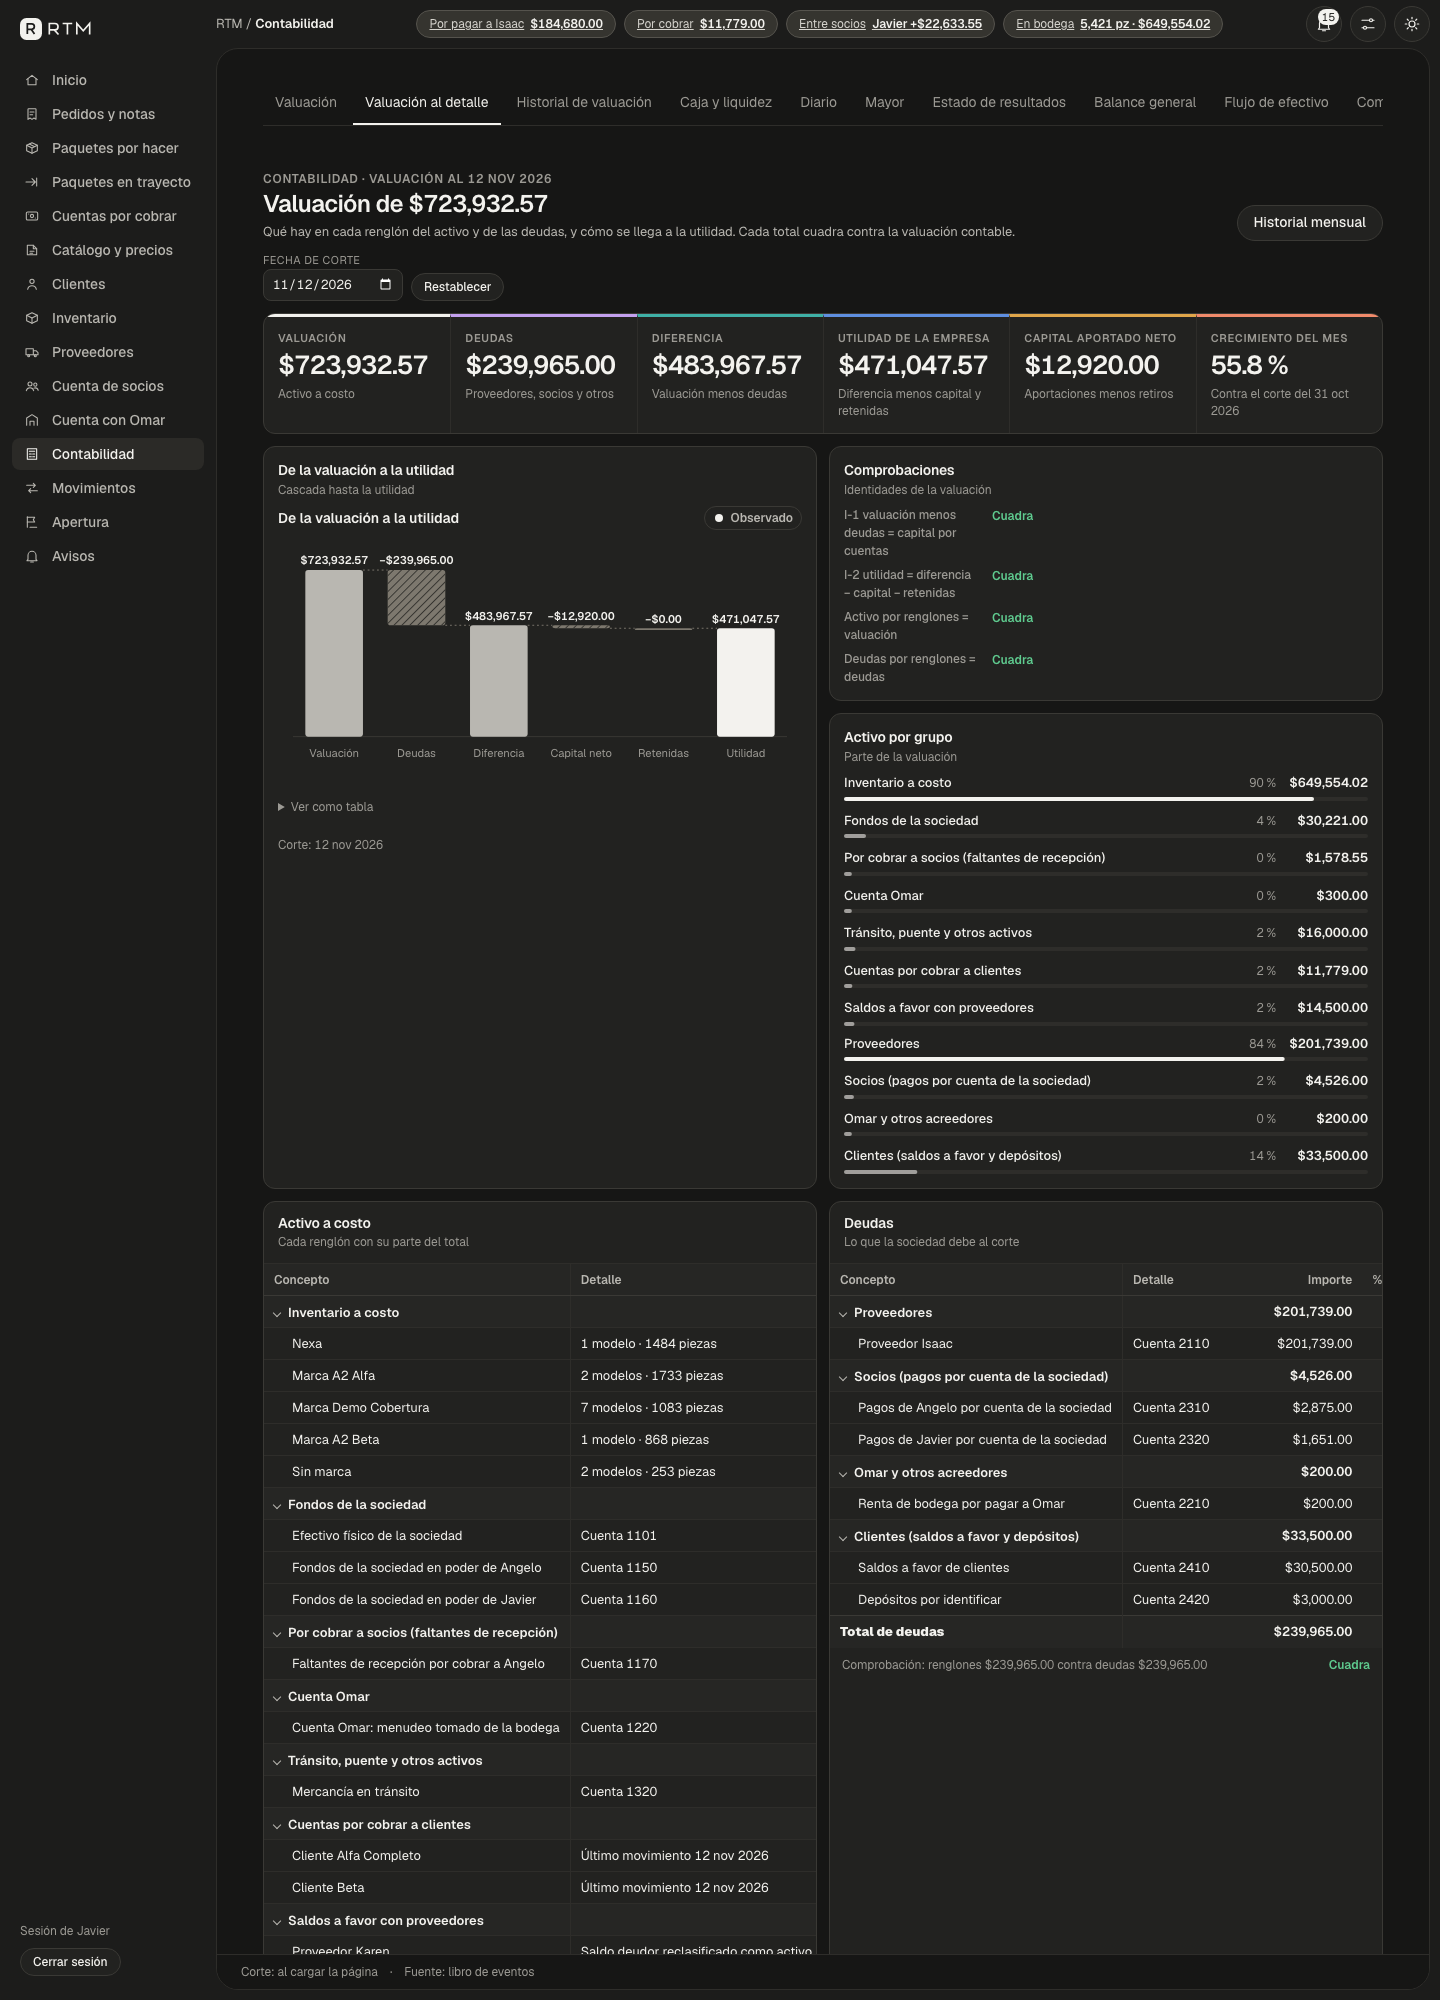 R RTM
RTM / Contabilidad
Por pagar a Isaac $184,680.00
Por cobrar $11,779.00
Entre socios Javier +$22,633.55
En bodega 5,421 pz · $649,554.02
15
Inicio
Pedidos y notas
Paquetes por hacer
Paquetes en trayecto
Cuentas por cobrar
Catálogo y precios
Clientes
Inventario
Proveedores
Cuenta de socios
Cuenta con Omar
Contabilidad
Movimientos
Apertura
Avisos
Sesión de Javier
Cerrar sesión
Valuación Valuación al detalle Historial de valuación Caja y liquidez Diario Mayor Estado de resultados Balance general Flujo de efectivo Com
CONTABILIDAD · VALUACIÓN AL 12 NOV 2026
Valuación de $723,932.57
Qué hay en cada renglón del activo y de las deudas, y cómo se llega a la utilidad. Cada total cuadra contra la valuación contable.
Historial mensual
FECHA DE CORTE
11/12/2026
Restablecer
VALUACIÓN
$723,932.57
Activo a costo
DEUDAS
$239,965.00
Proveedores, socios y otros
DIFERENCIA
$483,967.57
Valuación menos deudas
UTILIDAD DE LA EMPRESA
$471,047.57
Diferencia menos capital y
retenidas
CAPITAL APORTADO NETO
$12,920.00
Aportaciones menos retiros
CRECIMIENTO DEL MES
55.8 %
Contra el corte del 31 oct
2026
De la valuación a la utilidad
Cascada hasta la utilidad
De la valuación a la utilidad
Observado
$723,932.57 −$239,965.00
$483,967.57 −$12,920.00 −$0.00 $471,047.57
Valuación Deudas Diferencia Capital neto Retenidas Utilidad
Ver como tabla
Corte: 12 nov 2026
Comprobaciones
Identidades de la valuación
I-1 valuación menos
deudas = capital por
cuentas
Cuadra
I-2 utilidad = diferencia
− capital − retenidas
Cuadra
Activo por renglones =
valuación
Cuadra
Deudas por renglones =
deudas
Cuadra
Activo por grupo
Parte de la valuación
Inventario a costo 90 % $649,554.02
Fondos de la sociedad 4 % $30,221.00
Por cobrar a socios (faltantes de recepción) 0 % $1,578.55
Cuenta Omar 0 % $300.00
Tránsito, puente y otros activos 2 % $16,000.00
Cuentas por cobrar a clientes 2 % $11,779.00
Saldos a favor con proveedores 2 % $14,500.00
Proveedores 84 % $201,739.00
Socios (pagos por cuenta de la sociedad) 2 % $4,526.00
Omar y otros acreedores 0 % $200.00
Clientes (saldos a favor y depósitos) 14 % $33,500.00
Activo a costo
Cada renglón con su parte del total
Concepto Detalle
Inventario a costo
Nexa 1 modelo · 1484 piezas
Marca A2 Alfa 2 modelos · 1733 piezas
Marca Demo Cobertura 7 modelos · 1083 piezas
Marca A2 Beta 1 modelo · 868 piezas
Sin marca 2 modelos · 253 piezas
Fondos de la sociedad
Efectivo físico de la sociedad Cuenta 1101
Fondos de la sociedad en poder de Angelo Cuenta 1150
Fondos de la sociedad en poder de Javier Cuenta 1160
Por cobrar a socios (faltantes de recepción)
Faltantes de recepción por cobrar a Angelo Cuenta 1170
Cuenta Omar
Cuenta Omar: menudeo tomado de la bodega Cuenta 1220
Tránsito, puente y otros activos
Mercancía en tránsito Cuenta 1320
Cuentas por cobrar a clientes
Cliente Alfa Completo Último movimiento 12 nov 2026
Cliente Beta Último movimiento 12 nov 2026
Saldos a favor con proveedores
Proveedor Karen Saldo deudor reclasificado como activo
Deudas
Lo que la sociedad debe al corte
Concepto Detalle Importe %
Proveedores $201,739.00
Proveedor Isaac Cuenta 2110 $201,739.00
Socios (pagos por cuenta de la sociedad) $4,526.00
Pagos de Angelo por cuenta de la sociedad Cuenta 2310 $2,875.00
Pagos de Javier por cuenta de la sociedad Cuenta 2320 $1,651.00
Omar y otros acreedores $200.00
Renta de bodega por pagar a Omar Cuenta 2210 $200.00
Clientes (saldos a favor y depósitos) $33,500.00
Saldos a favor de clientes Cuenta 2410 $30,500.00
Depósitos por identificar Cuenta 2420 $3,000.00
Total de deudas $239,965.00
Comprobación: renglones $239,965.00 contra deudas $239,965.00 Cuadra
Corte: al cargar la página · Fuente: libro de eventos